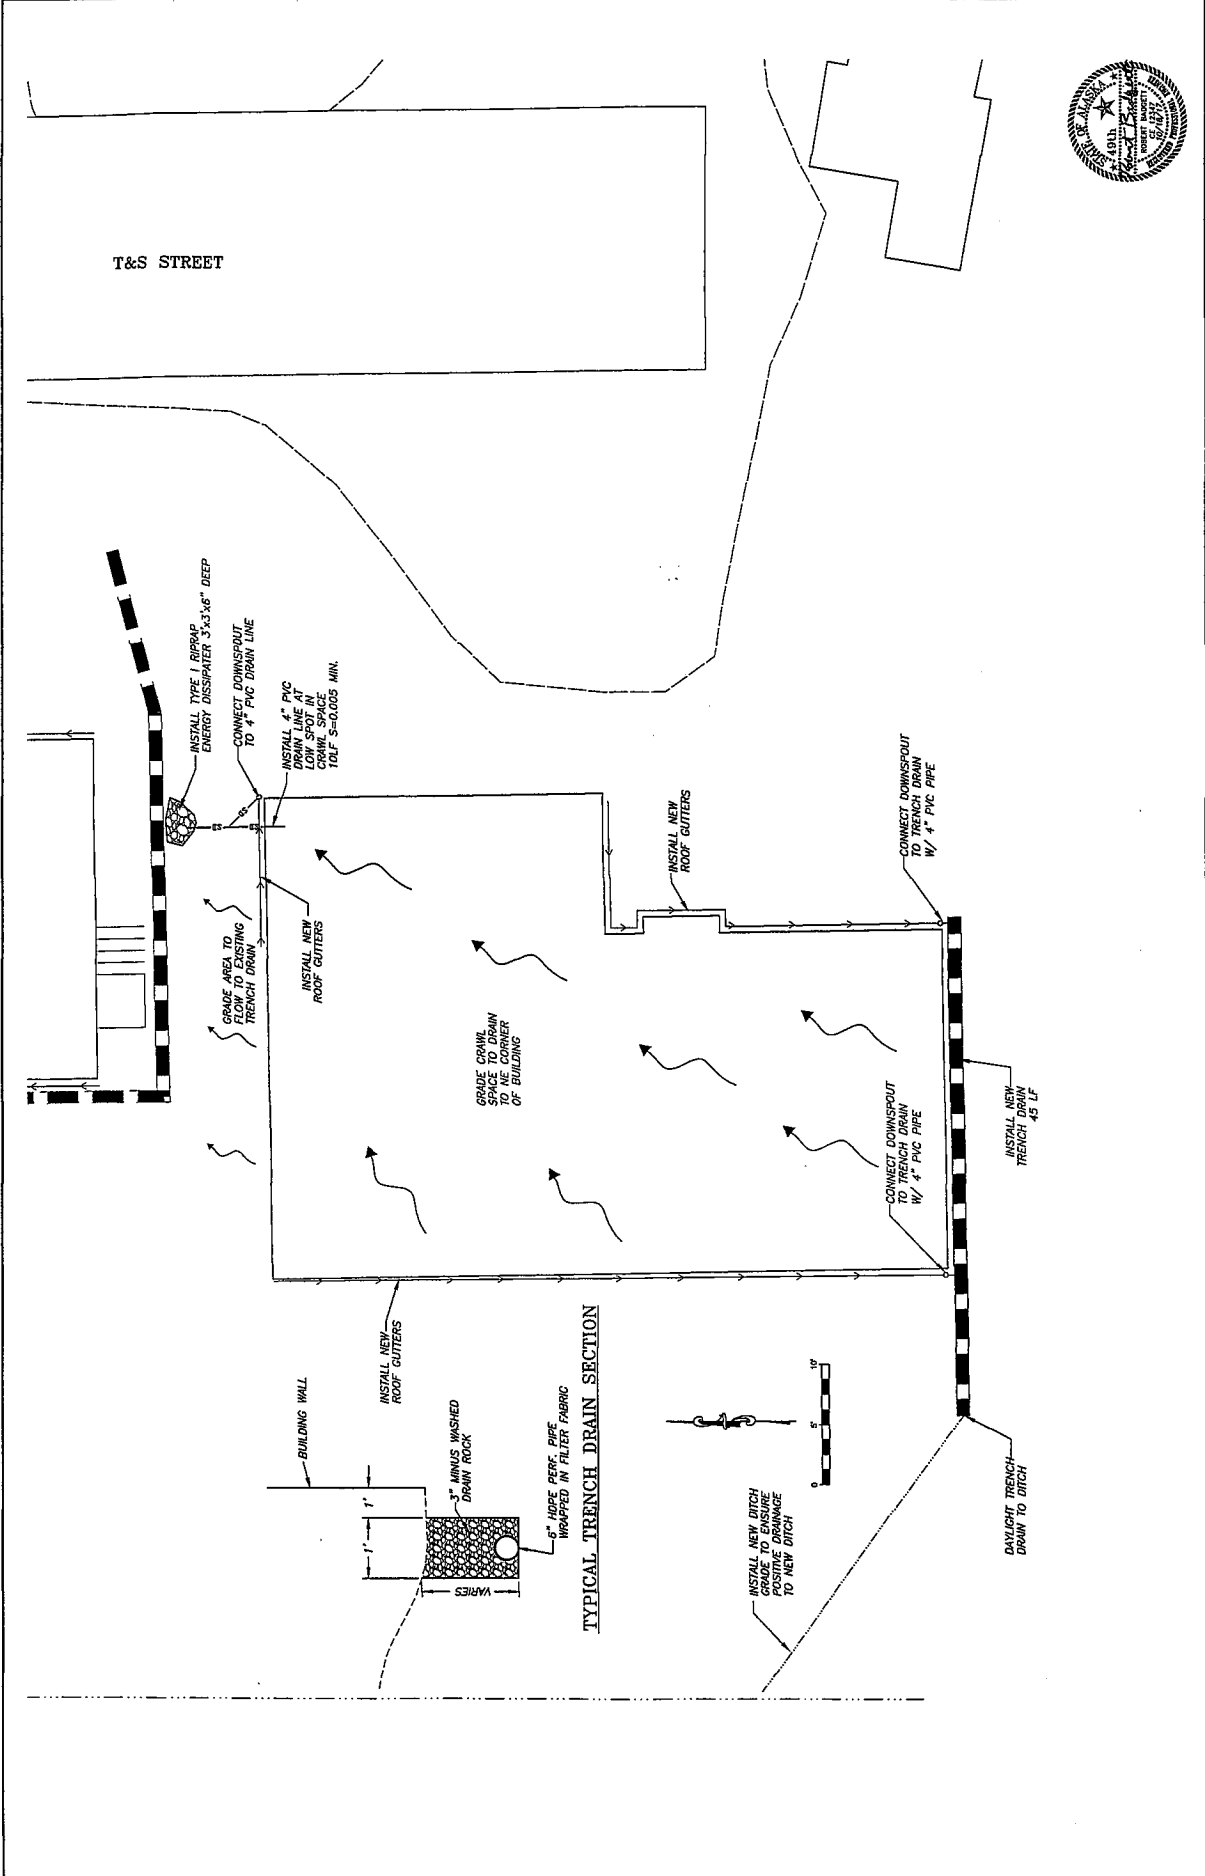 T&S STREET
STATE OF ALASKA
49th
ROBERT BADGETT
CE 12347
INSTALL TYPE I RIPRAP
ENERGY DISSIPATER 3'x3'x6" DEEP
CONNECT DOWNSPOUT
TO 4" PVC DRAIN LINE
INSTALL 4" PVC
DRAIN LINE AT
LOW SPOT IN
CRAWL SPACE
10LF S=0.005 MIN.
GRADE AREA TO
FLOW TO EXISTING
TRENCH DRAIN
INSTALL NEW
ROOF GUTTERS
INSTALL NEW
ROOF GUTTERS
CONNECT DOWNSPOUT
TO TRENCH DRAIN
W/ 4" PVC PIPE
GRADE CRAWL
SPACE TO DRAIN
TO NE CORNER
OF BUILDING
CONNECT DOWNSPOUT
TO TRENCH DRAIN
W/ 4" PVC PIPE
INSTALL NEW
TRENCH DRAIN
45 LF
INSTALL NEW
ROOF GUTTERS
BUILDING WALL
1'
1'
3" MINUS WASHED
DRAIN ROCK
6" HDPE PERF. PIPE
WRAPPED IN FILTER FABRIC
VARIES
TYPICAL TRENCH DRAIN SECTION
0 5' 10'
INSTALL NEW DITCH
GRADE TO ENSURE
POSITIVE DRAINAGE
TO NEW DITCH
DAYLIGHT TRENCH
DRAIN TO DITCH